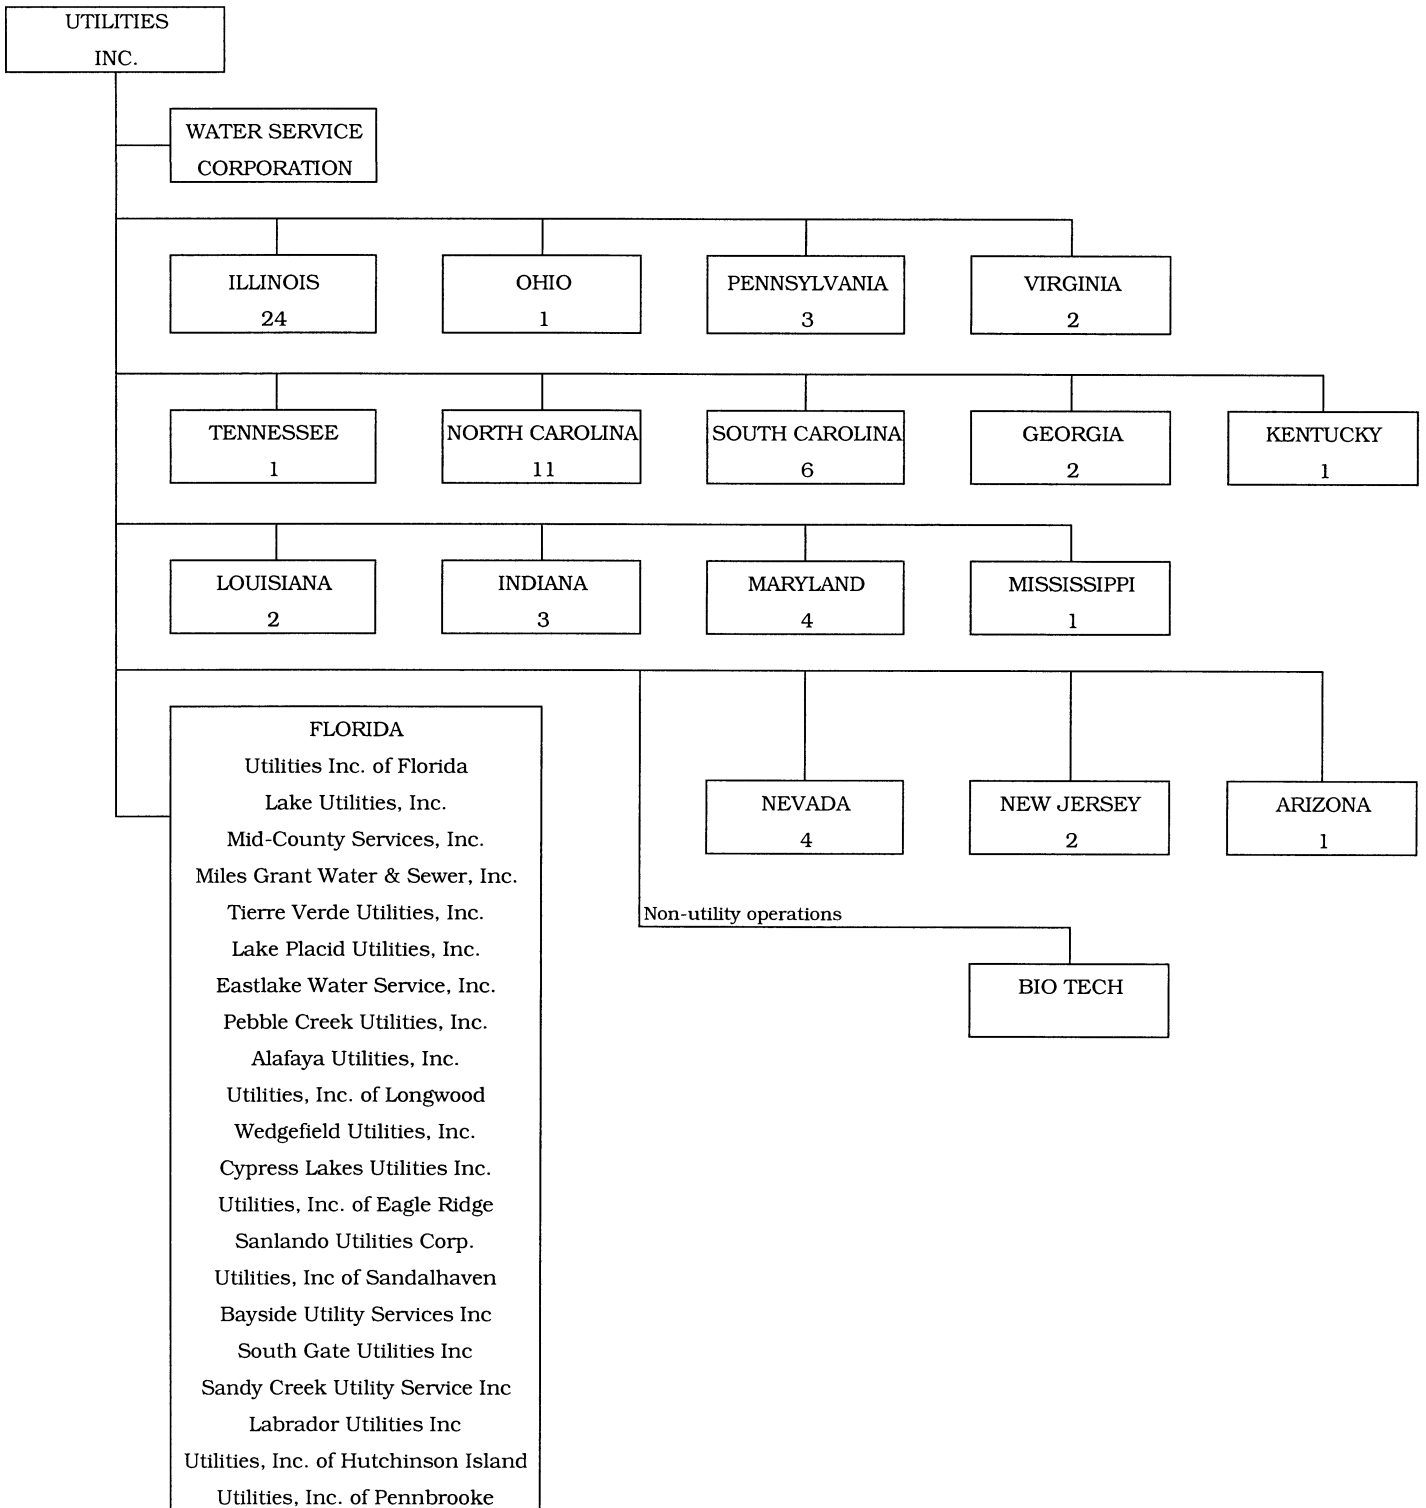 UTILITIES
INC.
WATER SERVICE
CORPORATION
ILLINOIS
24
OHIO
1
PENNSYLVANIA
3
VIRGINIA
2
TENNESSEE
1
NORTH CAROLINA
11
SOUTH CAROLINA
6
GEORGIA
2
KENTUCKY
1
LOUISIANA
2
INDIANA
3
MARYLAND
4
MISSISSIPPI
1
FLORIDA
Utilities Inc. of Florida
Lake Utilities, Inc.
Mid-County Services, Inc.
Miles Grant Water & Sewer, Inc.
Tierre Verde Utilities, Inc.
Lake Placid Utilities, Inc.
Eastlake Water Service, Inc.
Pebble Creek Utilities, Inc.
Alafaya Utilities, Inc.
Utilities, Inc. of Longwood
Wedgefield Utilities, Inc.
Cypress Lakes Utilities Inc.
Utilities, Inc. of Eagle Ridge
Sanlando Utilities Corp.
Utilities, Inc of Sandalhaven
Bayside Utility Services Inc
South Gate Utilities Inc
Sandy Creek Utility Service Inc
Labrador Utilities Inc
Utilities, Inc. of Hutchinson Island
Utilities, Inc. of Pennbrooke
NEVADA
4
NEW JERSEY
2
ARIZONA
1
Non-utility operations
BIO TECH